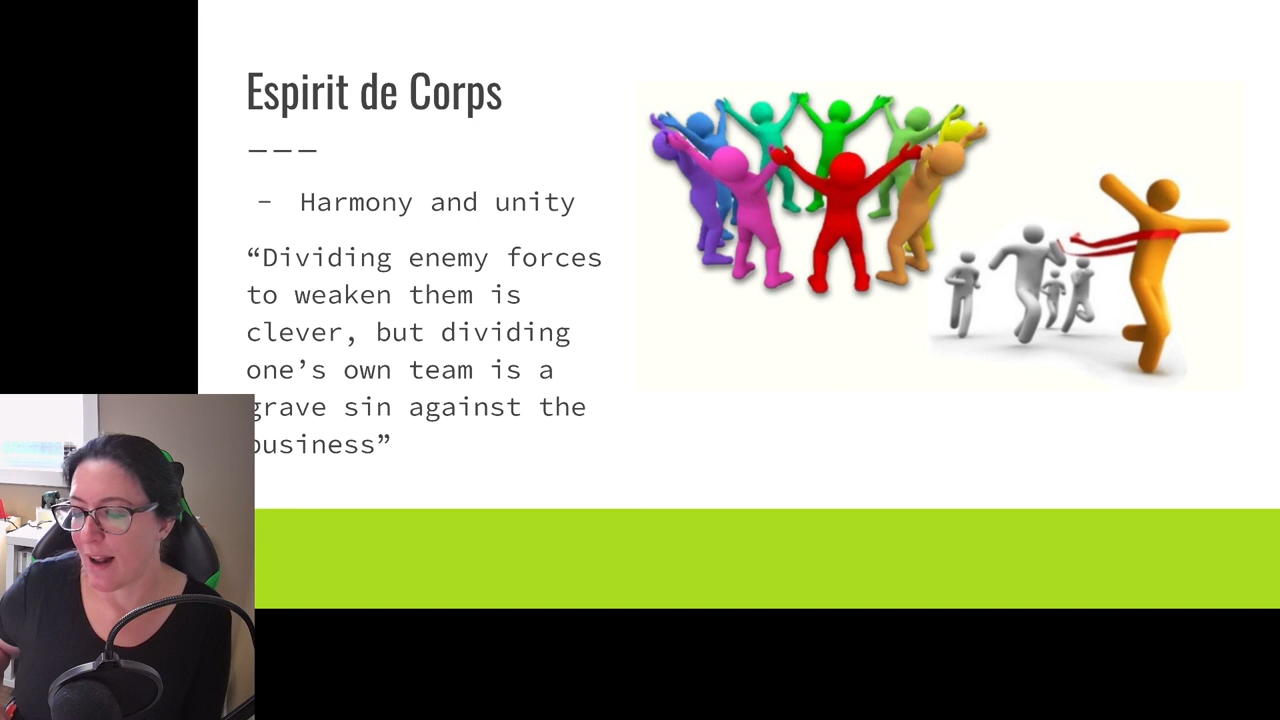 Espirit de Corps
———
- Harmony and unity
“Dividing enemy forces
to weaken them is
clever, but dividing
one’s own team is a
grave sin against the
business”